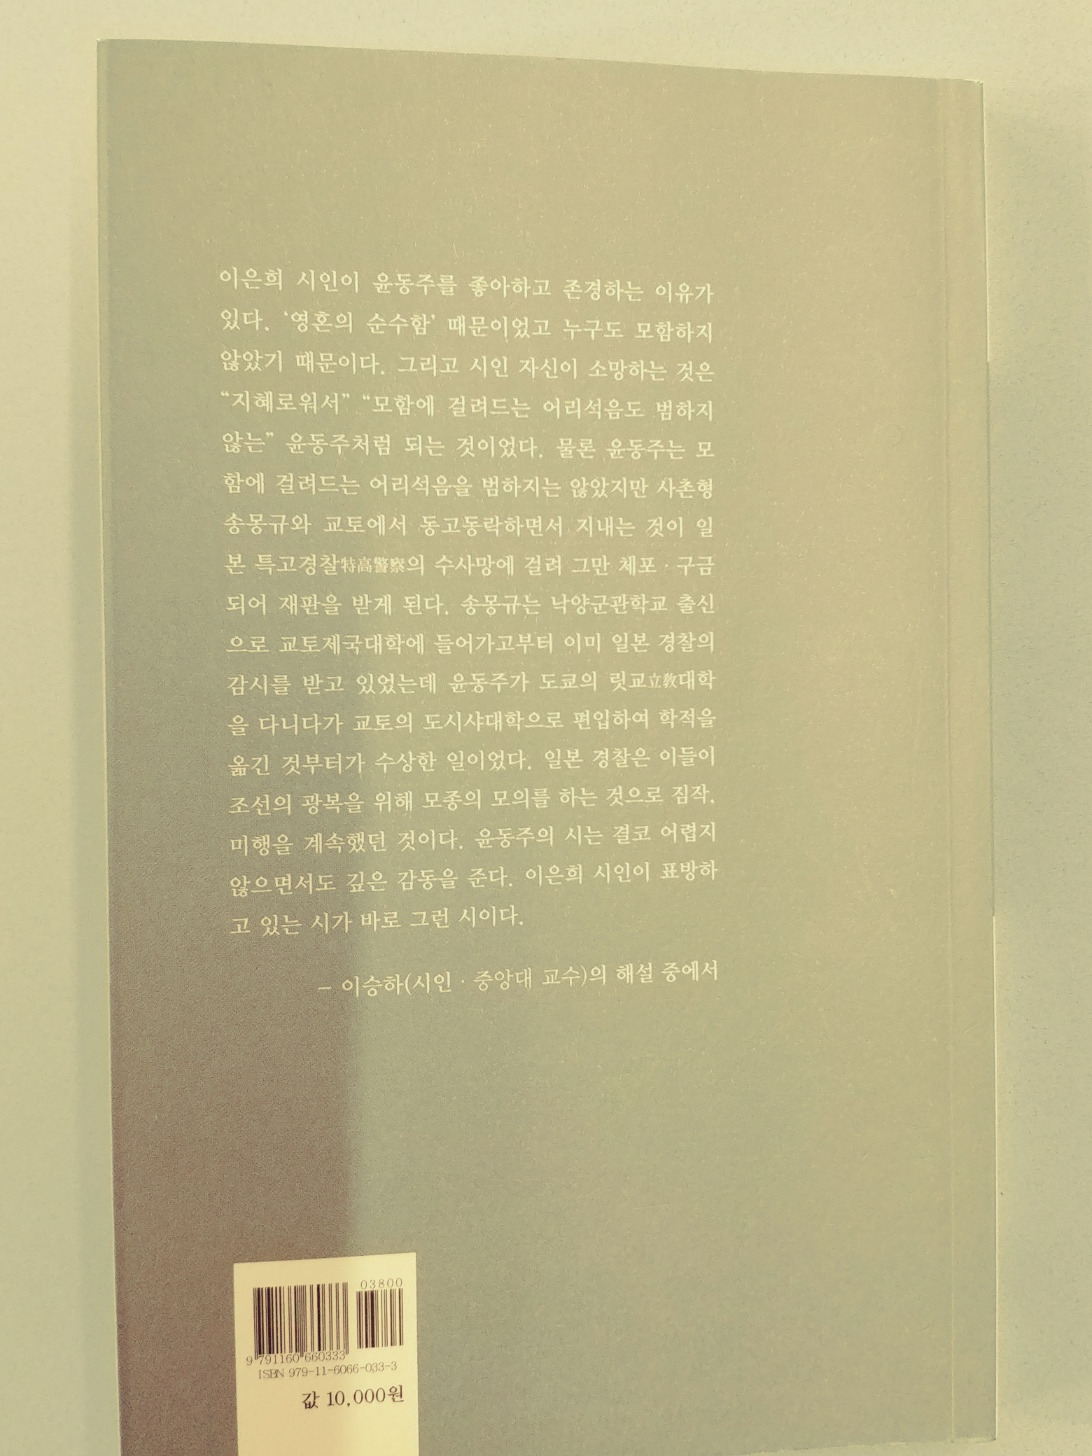 이은희 시인이 윤동주를 좋아하고 존경하는 이유가
있다. ‘영혼의 순수함’ 때문이었고 누구도 모함하지
않았기 때문이다. 그리고 시인 자신이 소망하는 것은
“지혜로워서” “모함에 걸려드는 어리석음도 범하지
않는” 윤동주처럼 되는 것이었다. 물론 윤동주는 모
함에 걸려드는 어리석음을 범하지는 않았지만 사촌형
송몽규와 교토에서 동고동락하면서 지내는 것이 일
본 특고경찰特高警察의 수사망에 걸려 그만 체포·구금
되어 재판을 받게 된다. 송몽규는 낙양군관학교 출신
으로 교토제국대학에 들어가고부터 이미 일본 경찰의
감시를 받고 있었는데 윤동주가 도쿄의 릿교立敎대학
을 다니다가 교토의 도시샤대학으로 편입하여 학적을
옮긴 것부터가 수상한 일이었다. 일본 경찰은 이들이
조선의 광복을 위해 모종의 모의를 하는 것으로 짐작,
미행을 계속했던 것이다. 윤동주의 시는 결코 어렵지
않으면서도 깊은 감동을 준다. 이은희 시인이 표방하
고 있는 시가 바로 그런 시이다.
– 이승하(시인·중앙대 교수)의 해설 중에서
03800
9 791160 660333
ISBN 979-11-6066-033-3
값 10,000원